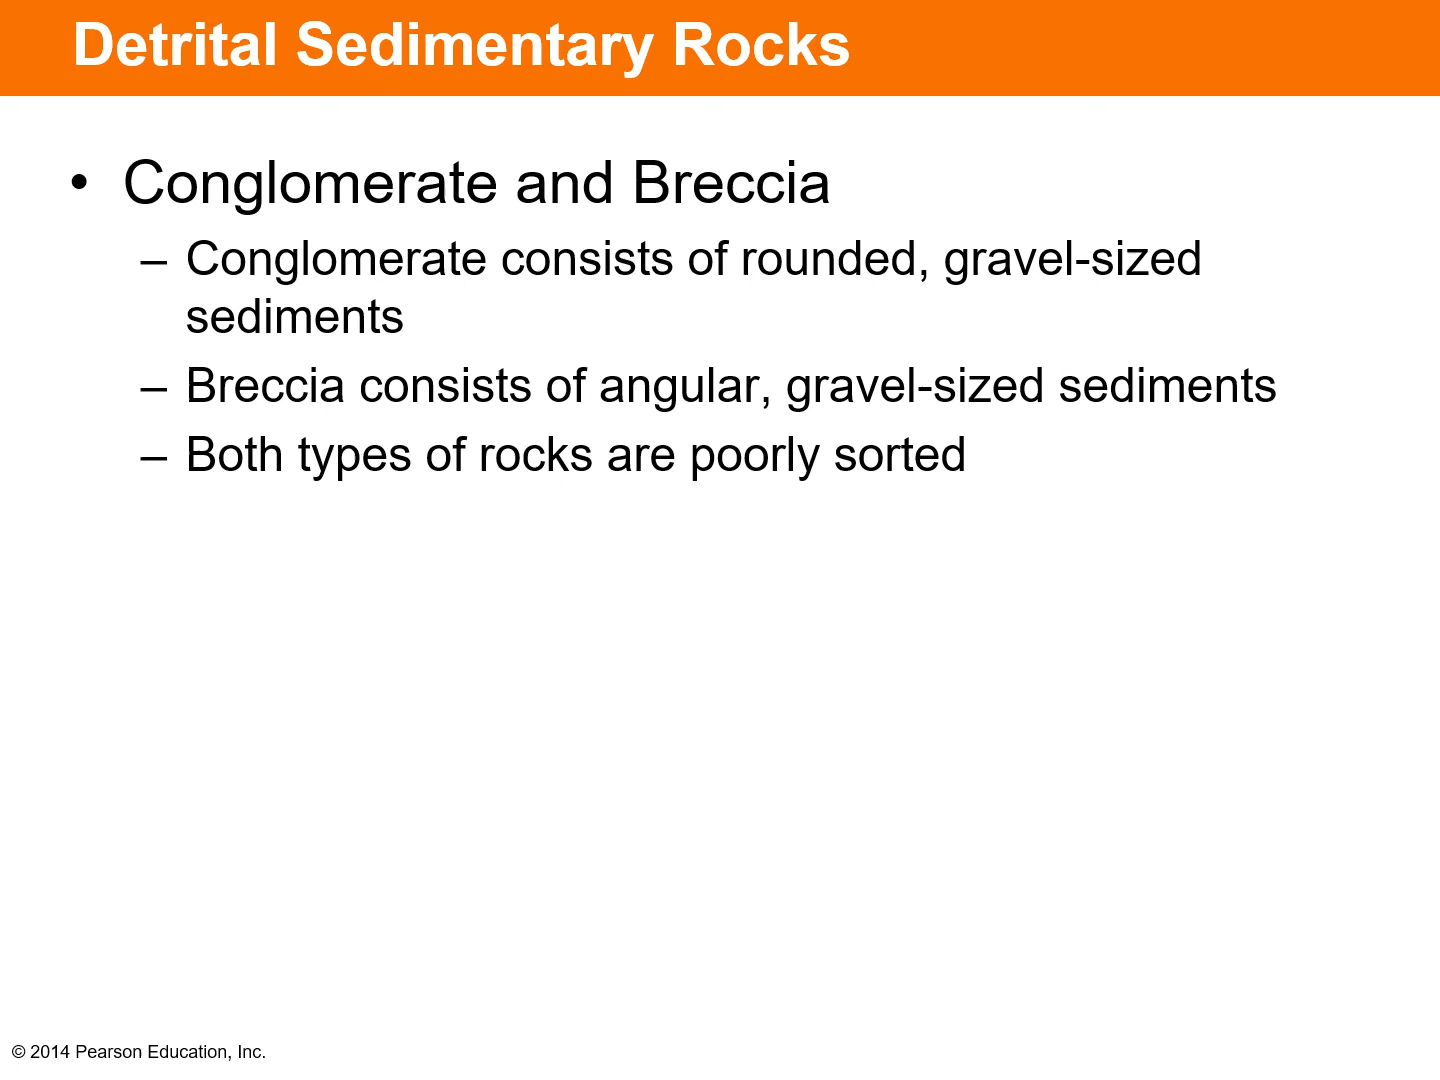 Detrital Sedimentary Rocks
• Conglomerate and Breccia
– Conglomerate consists of rounded, gravel-sized
sediments
– Breccia consists of angular, gravel-sized sediments
– Both types of rocks are poorly sorted
© 2014 Pearson Education, Inc.